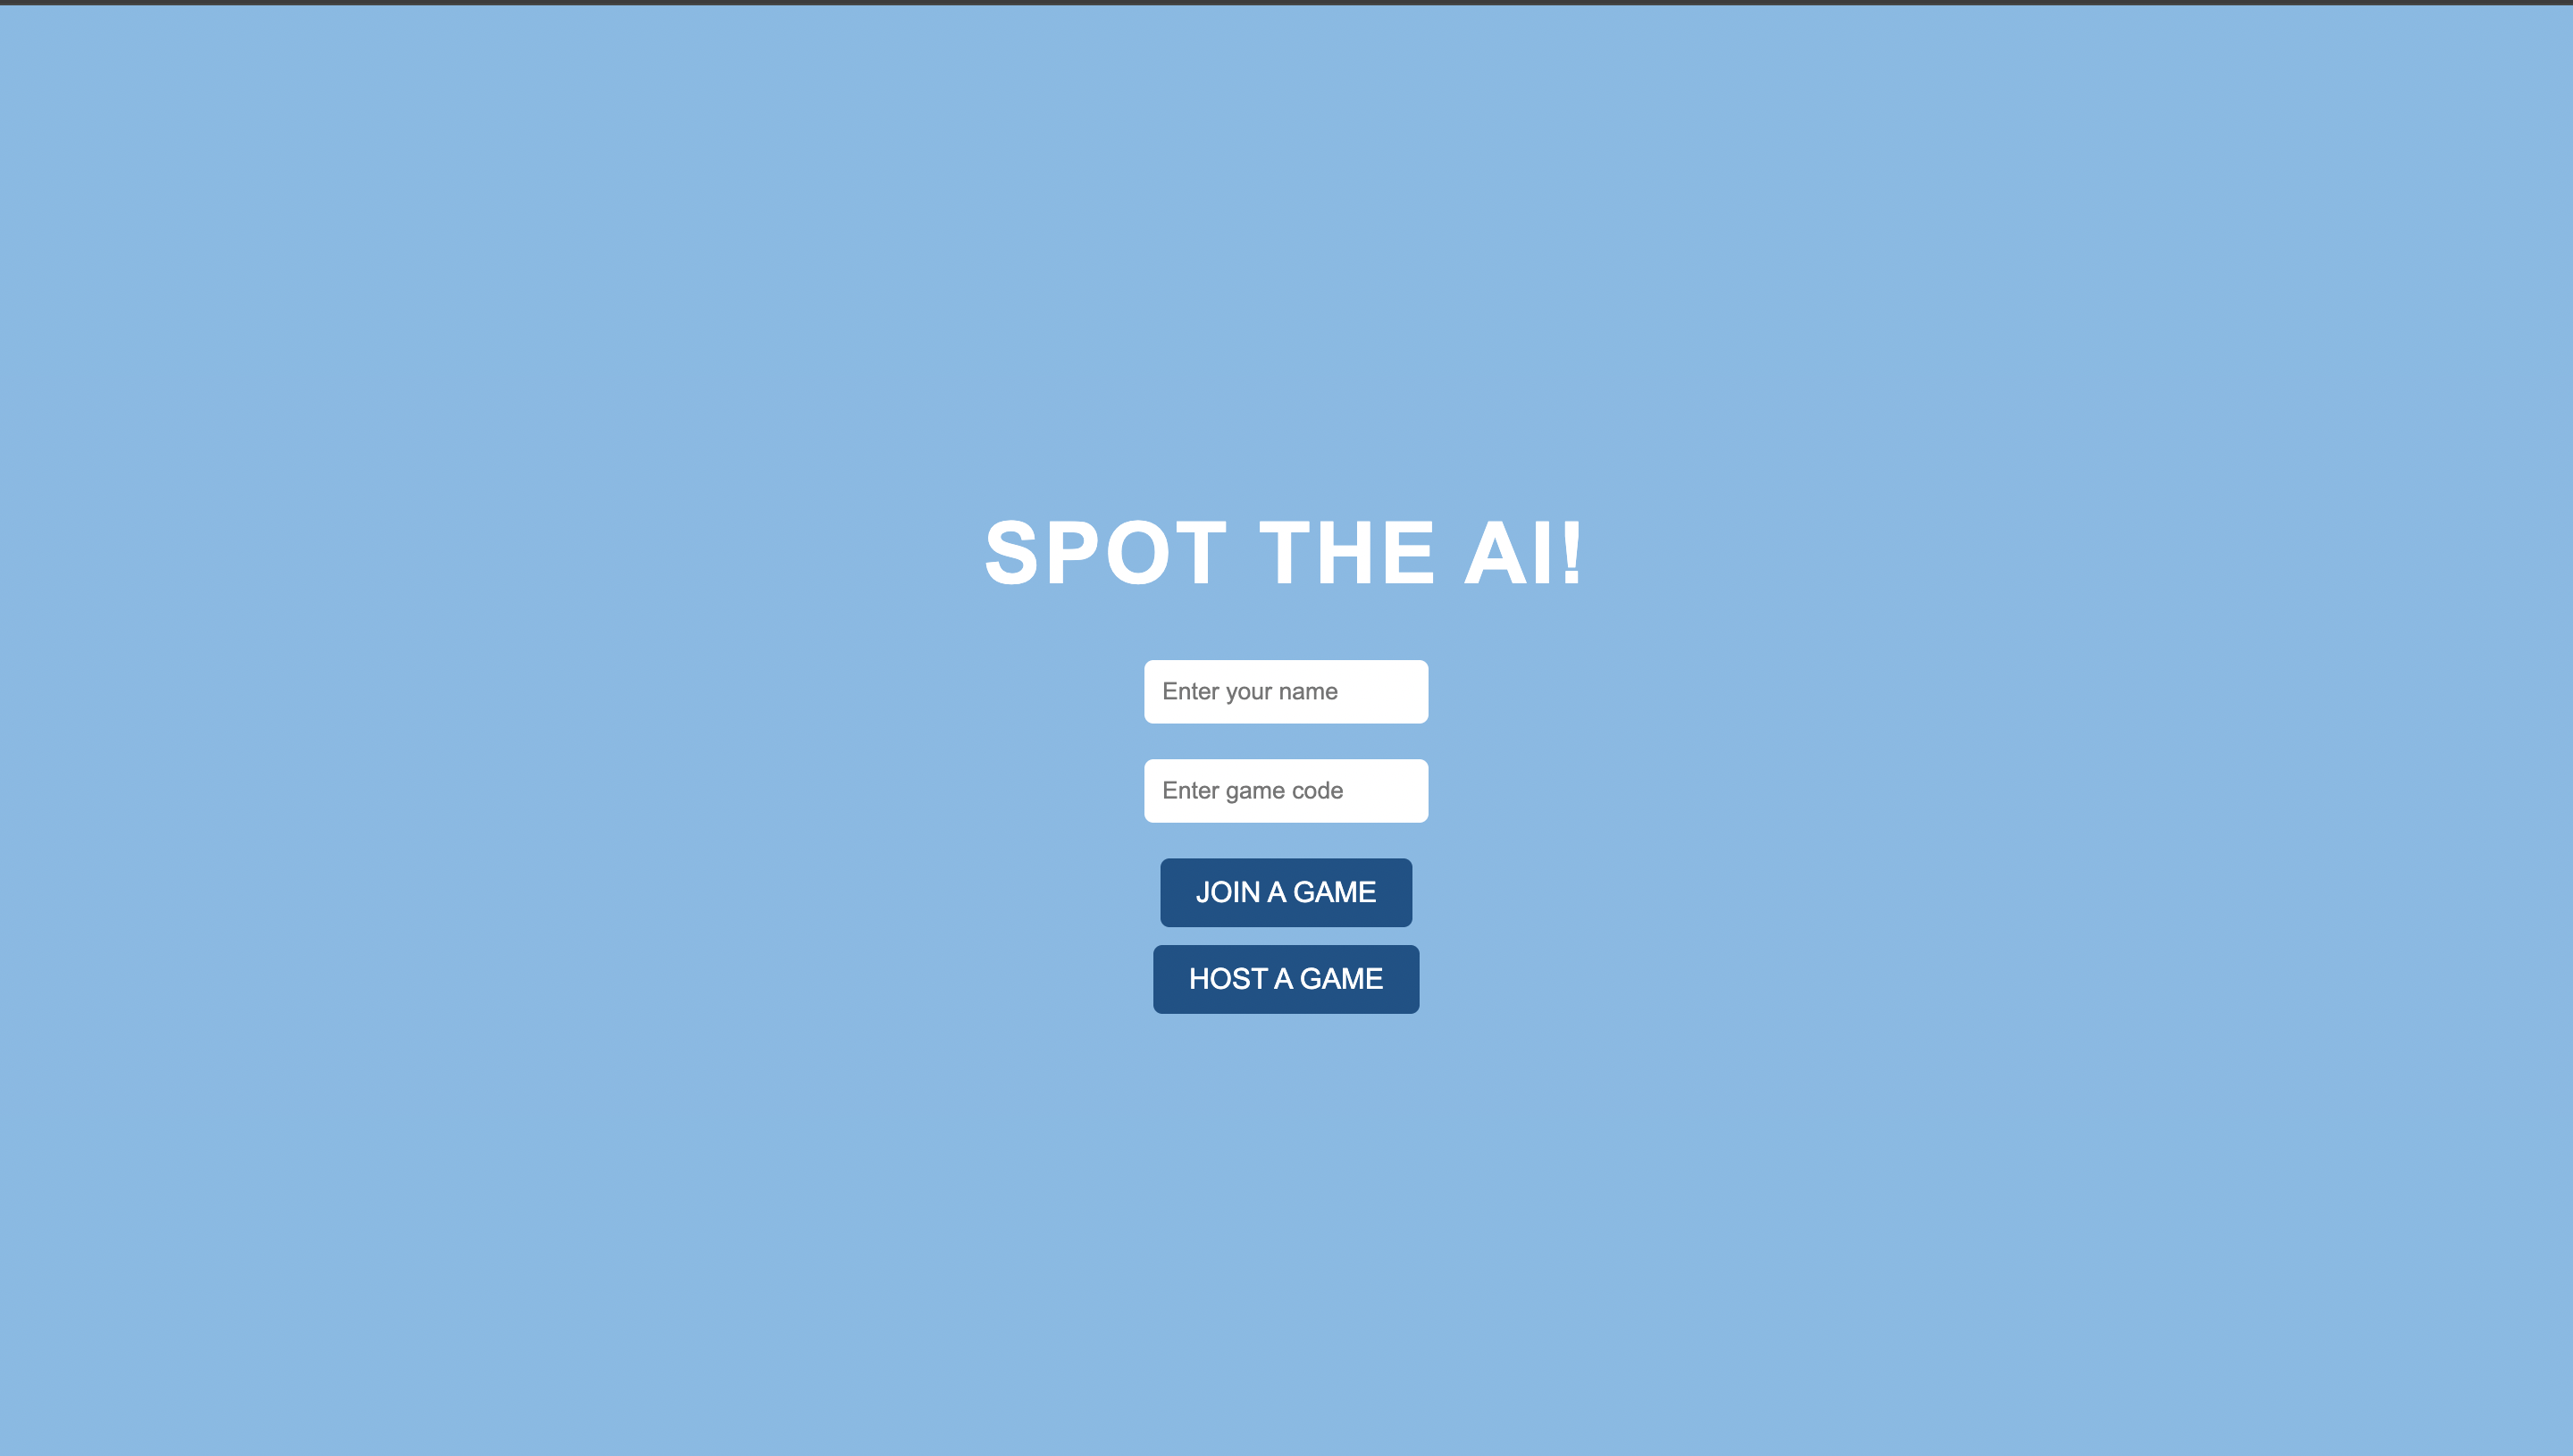 SPOT THE AI!
Enter your name
Enter game code
JOIN A GAME
HOST A GAME